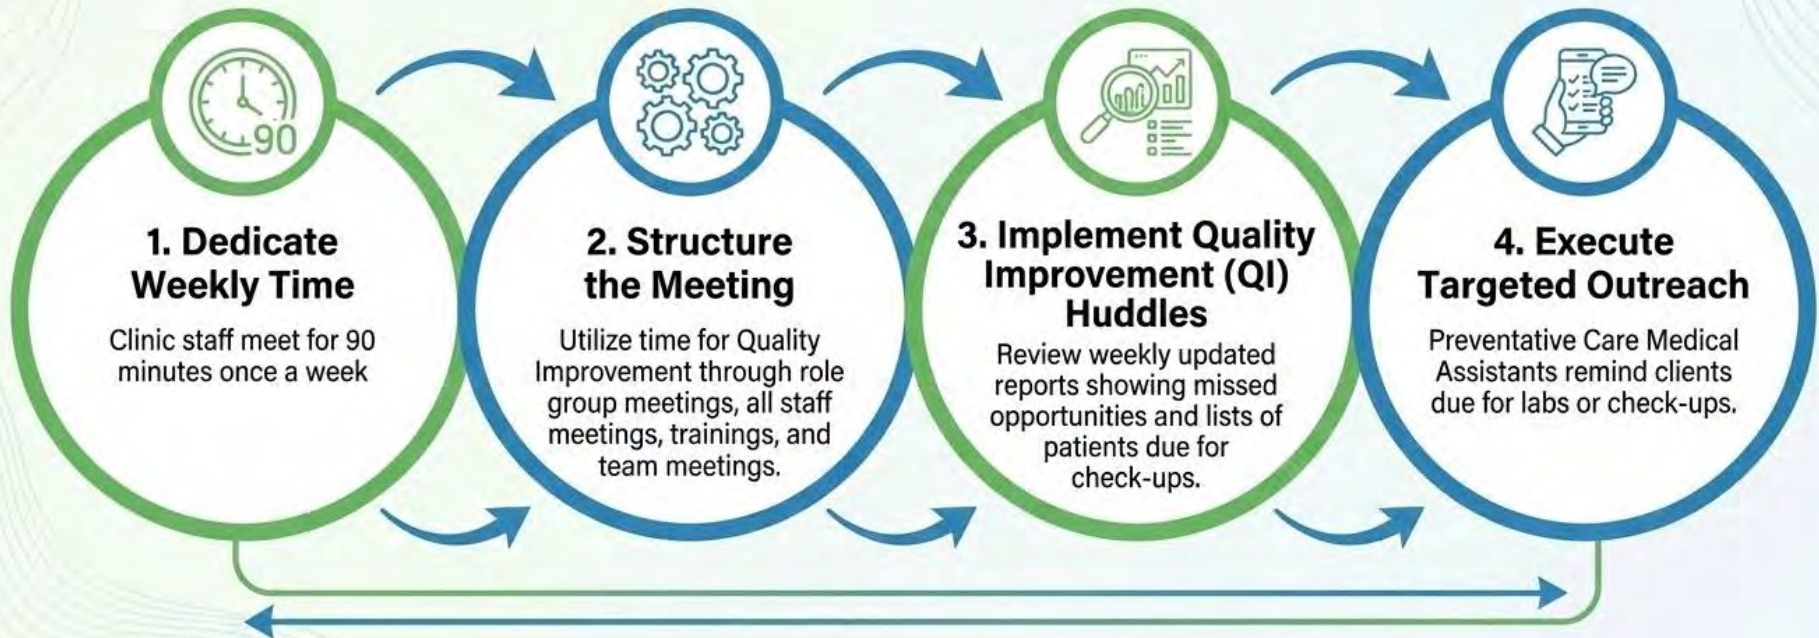 90
1. Dedicate
Weekly Time
Clinic staff meet for 90
minutes once a week
2. Structure
the Meeting
Utilize time for Quality
Improvement through role
group meetings, all staff
meetings, trainings, and
team meetings.
3. Implement Quality
Improvement (QI)
Huddles
Review weekly updated
reports showing missed
opportunities and lists of
patients due for
check-ups.
4. Execute
Targeted Outreach
Preventative Care Medical
Assistants remind clients
due for labs or check-ups.